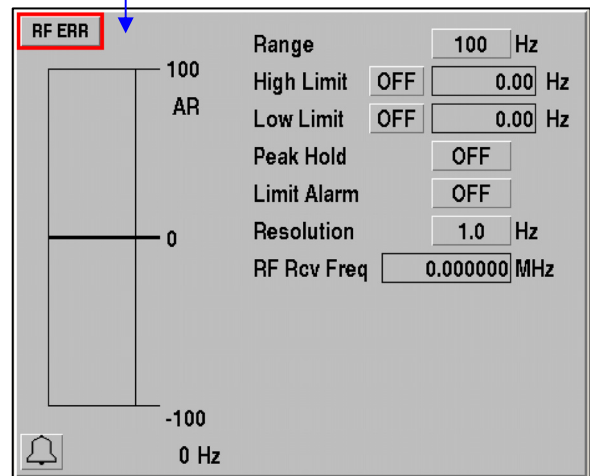 RF ERR
Range 100 Hz
100
High Limit OFF 0.00 Hz
AR
Low Limit OFF 0.00 Hz
Peak Hold OFF
Limit Alarm OFF
0
Resolution 1.0 Hz
RF Rcv Freq 0.000000 MHz
-100
0 Hz